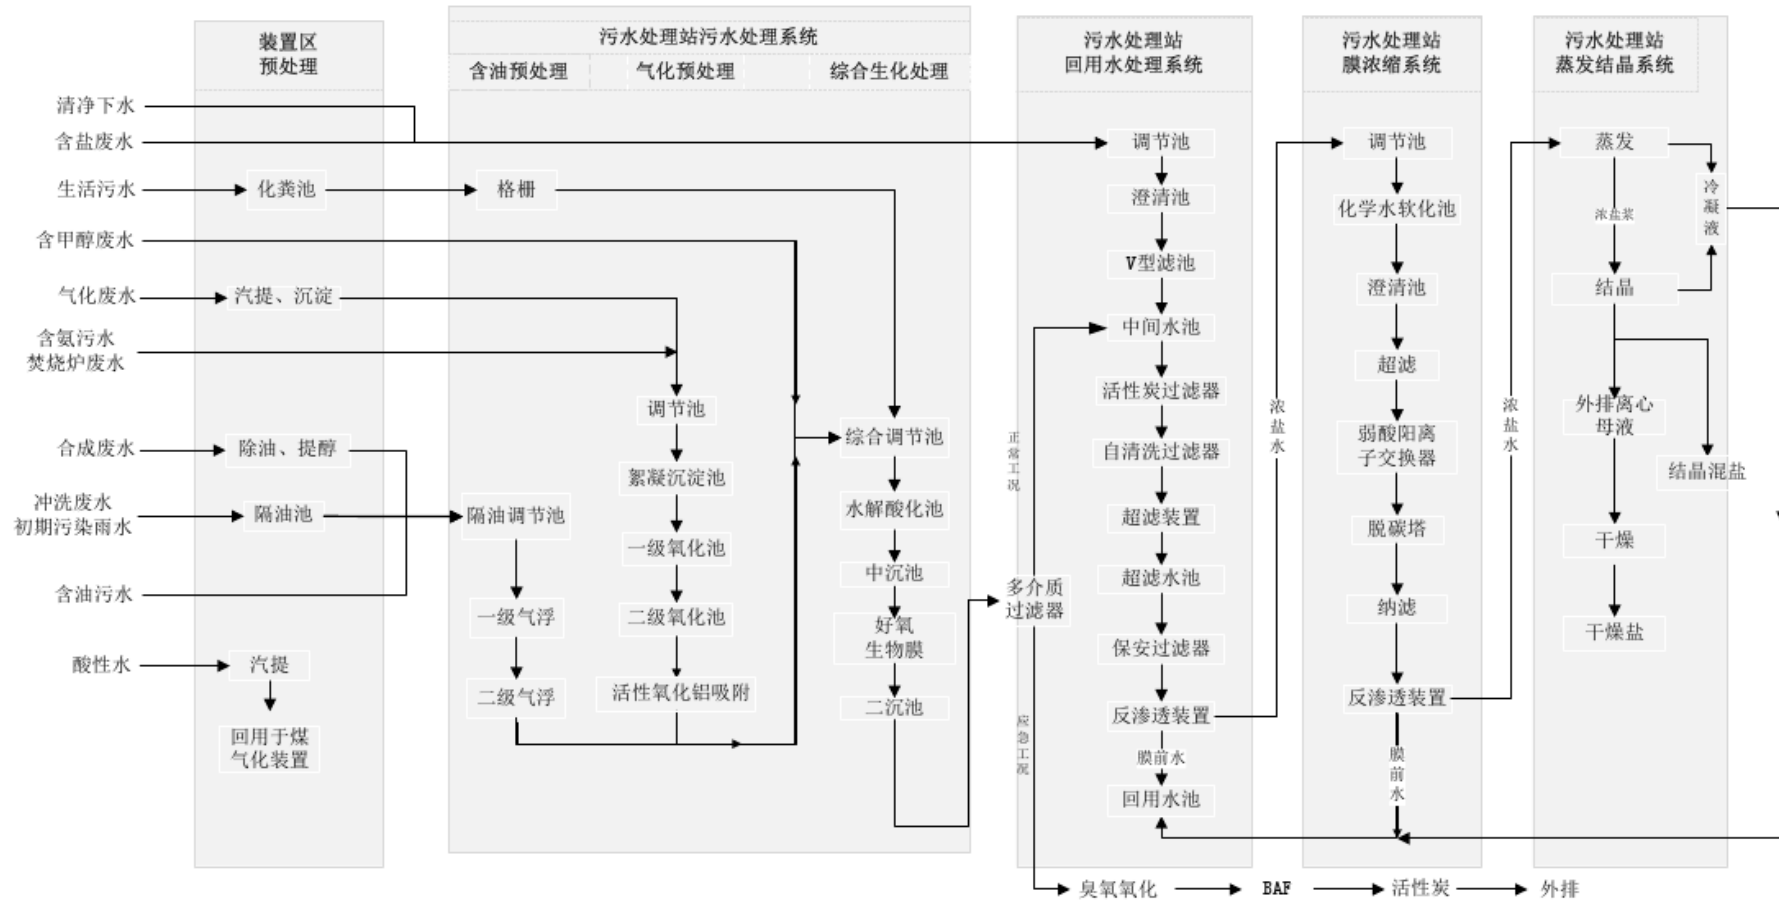 装置区
预处理
污水处理站污水处理系统
含油预处理
气化预处理
综合生化处理
污水处理站
回用水处理系统
污水处理站
膜浓缩系统
污水处理站
蒸发结晶系统
清净下水
含盐废水
生活污水
含甲醇废水
气化废水
含氨污水
焚烧炉废水
合成废水
冲洗废水
初期污染雨水
含油污水
酸性水
化粪池
汽提、沉淀
除油、提醇
隔油池
汽提
回用于煤
气化装置
格栅
隔油调节池
一级气浮
二级气浮
调节池
絮凝沉淀池
一级氧化池
二级氧化池
活性氧化铝吸附
综合调节池
水解酸化池
中沉池
好氧
生物膜
二沉池
正常工况
多介质
过滤器
应急工况
调节池
澄清池
V型滤池
中间水池
活性炭过滤器
自清洗过滤器
超滤装置
超滤水池
保安过滤器
反渗透装置
膜前水
回用水池
浓盐水
调节池
化学水软化池
澄清池
超滤
弱酸阳离
子交换器
脱碳塔
纳滤
反渗透装置
膜前水
浓盐水
蒸发
浓盐浆
冷凝液
结晶
外排离心
母液
结晶混盐
干燥
干燥盐
臭氧氧化
BAF
活性炭
外排